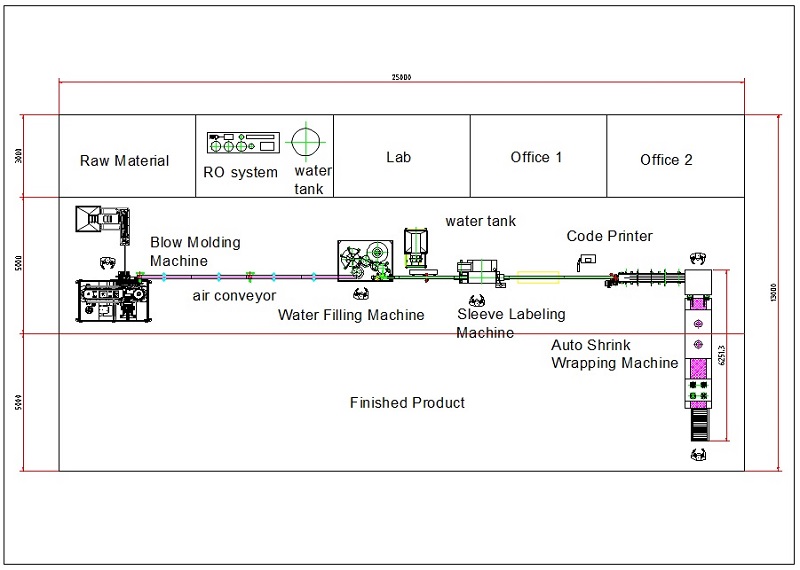 25000
3000
Raw Material
RO system
water
tank
Lab
Office 1
Office 2
5000
13000
water tank
Code Printer
Blow Molding
Machine
air conveyor
Water Filling Machine
Sleeve Labeling
Machine
Auto Shrink
Wrapping Machine
6251.3
5000
Finished Product